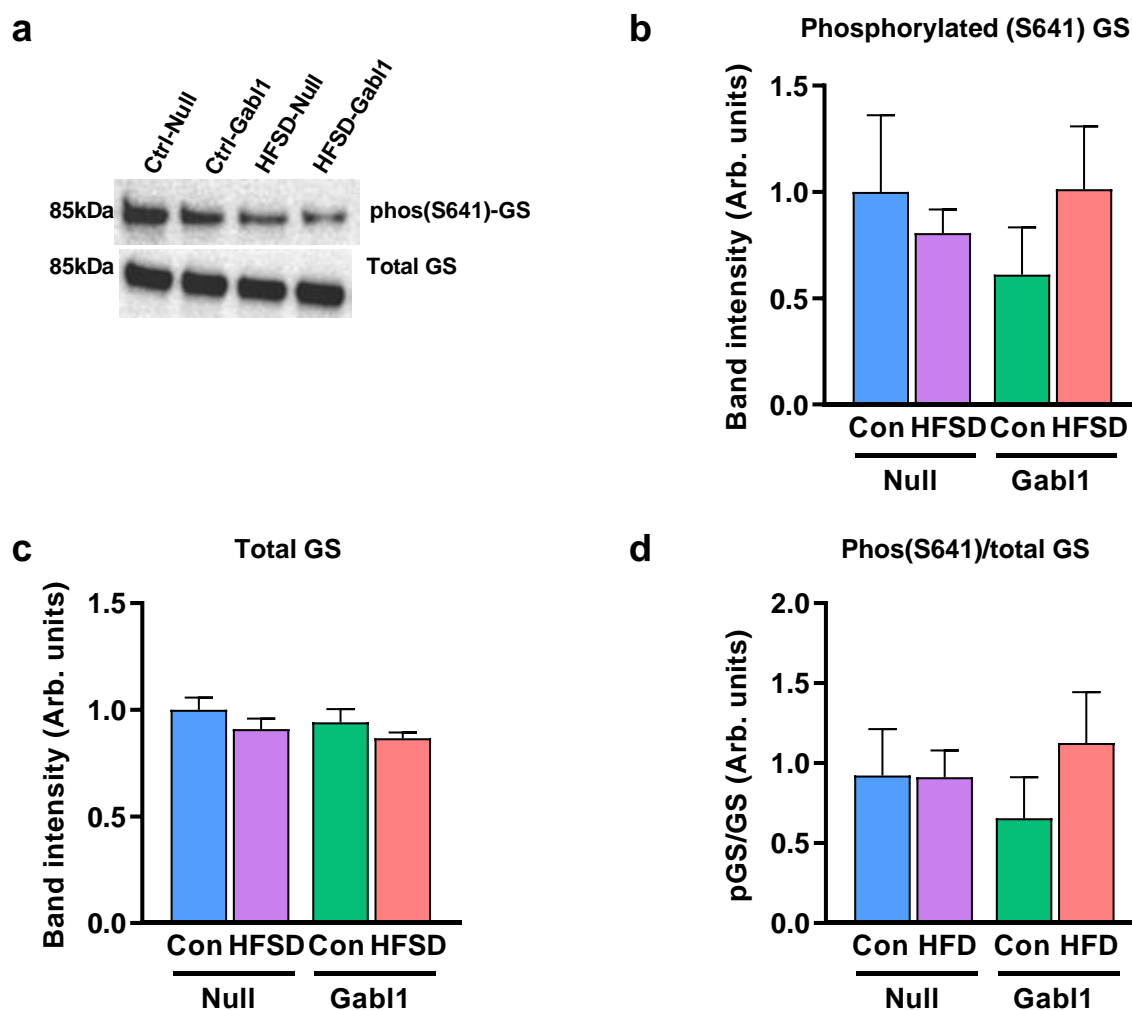 a
Ctrl-Null
Ctrl-Gabl1
HFSD-Null
HFSD-Gabl1
85kDa
phos(S641)-GS
85kDa
Total GS
b
Phosphorylated (S641) GS
Band intensity (Arb. units)
1.5
1.0
0.5
0.0
Con HFSD Con HFSD
Null Gabl1
c
Total GS
Band intensity (Arb. units)
1.5
1.0
0.5
0.0
Con HFSD Con HFSD
Null Gabl1
d
Phos(S641)/total GS
pGS/GS (Arb. units)
2.0
1.5
1.0
0.5
0.0
Con HFD Con HFD
Null Gabl1